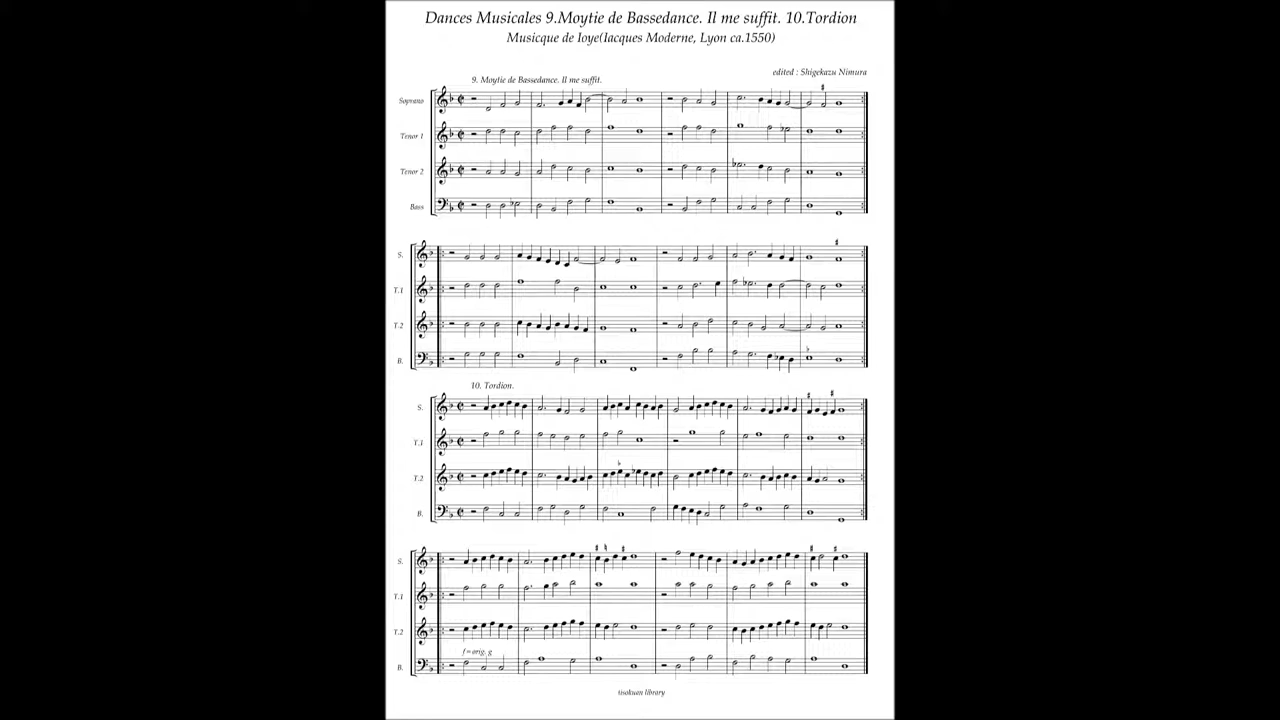 Dances Musicales 9.Moytie de Bassedance. Il me suffit. 10.Tordion
Musicque de Ioye(Iacques Moderne, Lyon ca.1550)
edited : Shigekazu Nimura
9. Moytie de Bassedance. Il me suffit.
Soprano
Tenor 1
Tenor 2
Bass
S.
T.1
T.2
B.
10. Tordion.
S.
T.1
T.2
B.
S.
T.1
T.2
f = orig. g
B.
tisokuan library